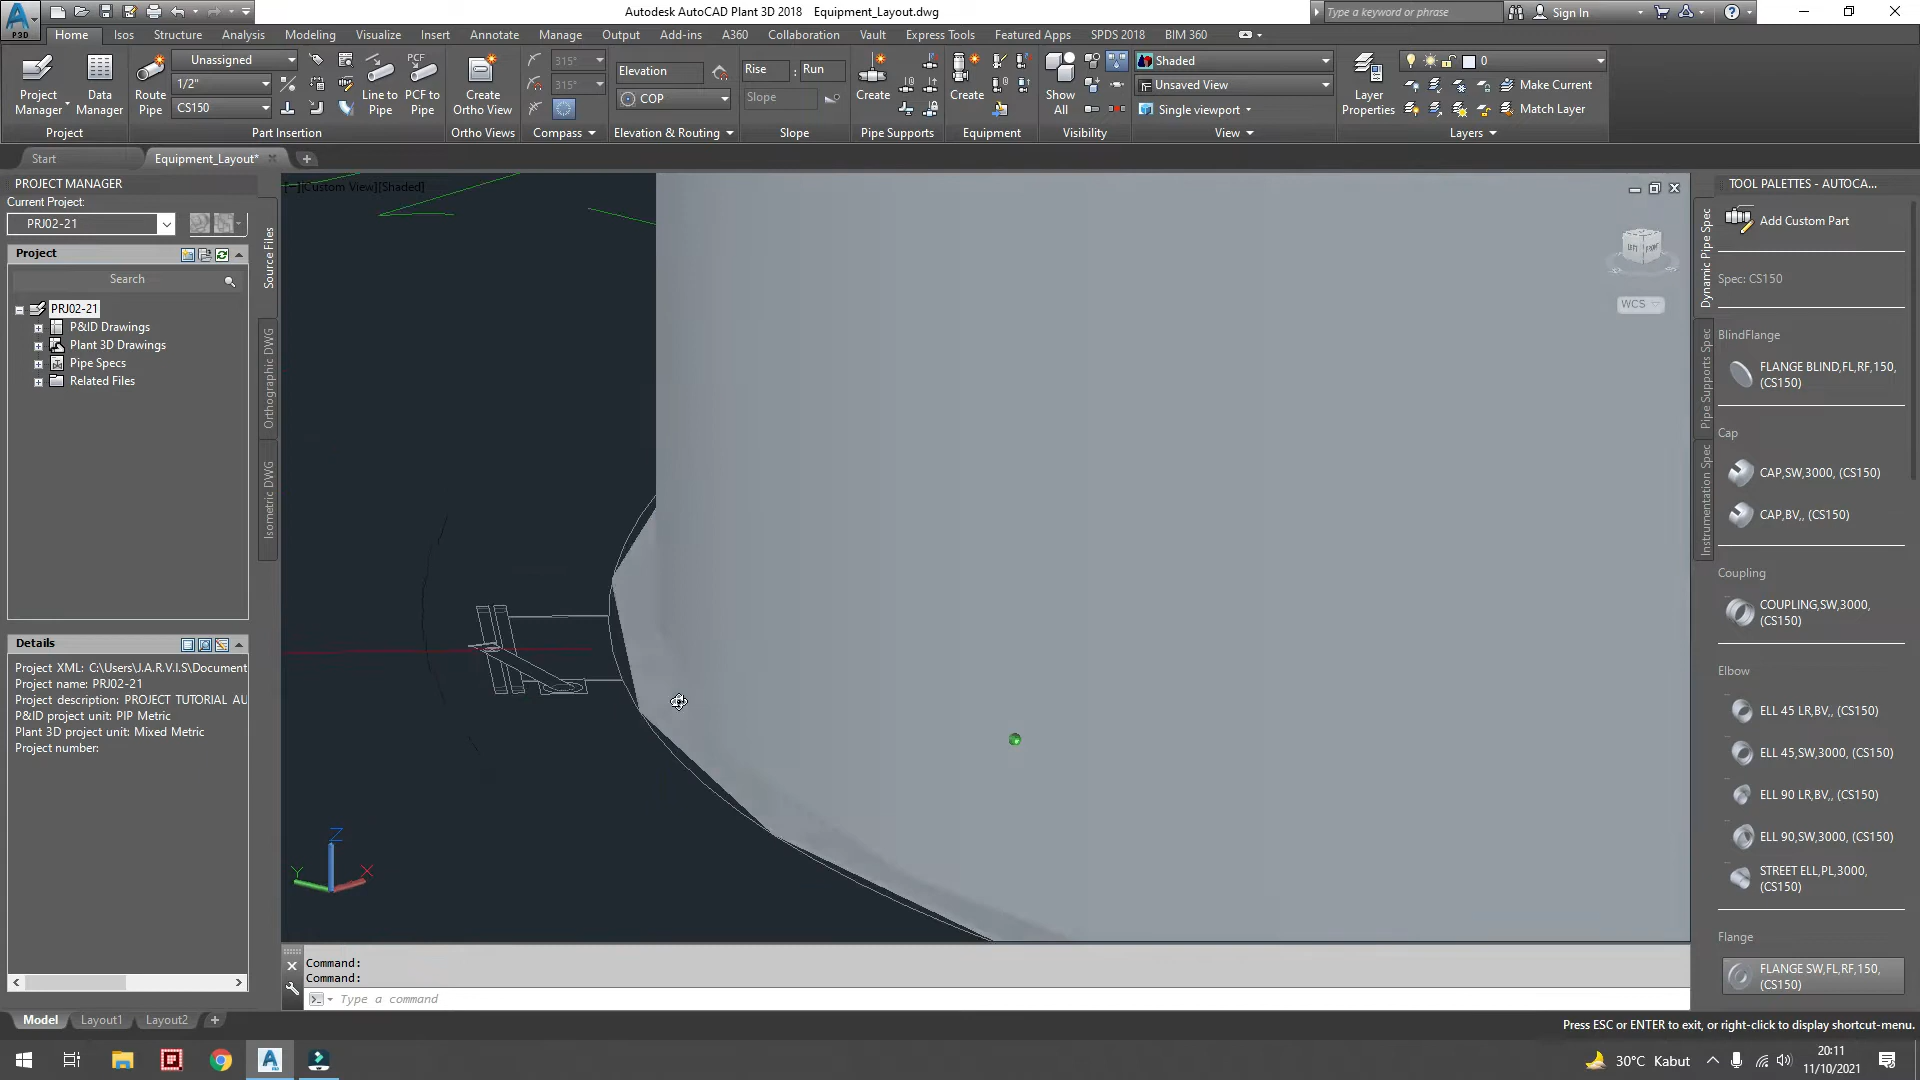 Autodesk AutoCAD Plant 3D 2018 Equipment_Layout.dwg
Type a keyword or phrase
Sign In
P3D
Home Isos Structure Analysis Modeling Visualize Insert Annotate Manage Output Add-ins A360 Collaboration Vault Express Tools Featured Apps SPDS 2018 BIM 360
Project Manager
Data Manager
Project
Route Pipe
Unassigned
1/2"
CS150
PCF
Line to Pipe
PCF to Pipe
Part Insertion
Create Ortho View
Ortho Views
315°
315°
Compass
Elevation
COP
Elevation & Routing
Rise : Run
Slope
Slope
Create
Pipe Supports
Create
Equipment
Show All
Visibility
Shaded
Unsaved View
Single viewport
View
Layer Properties
0
Make Current
Match Layer
Layers
Start
Equipment_Layout*
PROJECT MANAGER
Current Project:
PRJ02-21
Project
Search
PRJ02-21
P&ID Drawings
Plant 3D Drawings
Pipe Specs
Related Files
Source Files
Orthographic DWG
Isometric DWG
Details
Project XML: C:\Users\J.A.R.V.I.S\Document
Project name: PRJ02-21
Project description: PROJECT TUTORIAL AU
P&ID project unit: PIP Metric
Plant 3D project unit: Mixed Metric
Project number:
[−][Custom View][Shaded]
LEFT FRONT
WCS
Z
Y
X
TOOL PALETTES - AUTOCA...
Dynamic Pipe Spec
Pipe Supports Spec
Instrumentation Spec
Add Custom Part
Spec: CS150
BlindFlange
FLANGE BLIND,FL,RF,150, (CS150)
Cap
CAP,SW,3000, (CS150)
CAP,BV,, (CS150)
Coupling
COUPLING,SW,3000, (CS150)
Elbow
ELL 45 LR,BV,, (CS150)
ELL 45,SW,3000, (CS150)
ELL 90 LR,BV,, (CS150)
ELL 90,SW,3000, (CS150)
STREET ELL,PL,3000, (CS150)
Flange
FLANGE SW,FL,RF,150, (CS150)
Command:
Command:
Type a command
Model Layout1 Layout2
Press ESC or ENTER to exit, or right-click to display shortcut-menu.
30°C Kabut
20:11
11/10/2021